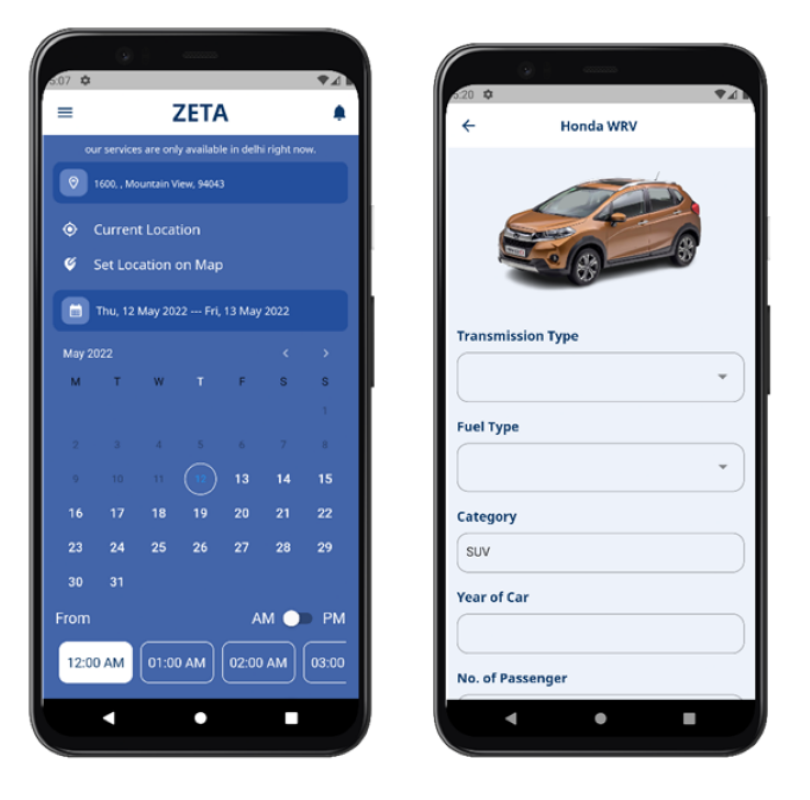 5:07
ZETA
our services are only available in delhi right now.
1600, , Mountain View, 94043
Current Location
Set Location on Map
Thu, 12 May 2022 --- Fri, 13 May 2022
May 2022
M T W T F S S
1
2 3 4 5 6 7 8
9 10 11 12 13 14 15
16 17 18 19 20 21 22
23 24 25 26 27 28 29
30 31
From AM PM
12:00 AM 01:00 AM 02:00 AM 03:00
5:20
Honda WRV
Transmission Type
Fuel Type
Category
SUV
Year of Car
No. of Passenger